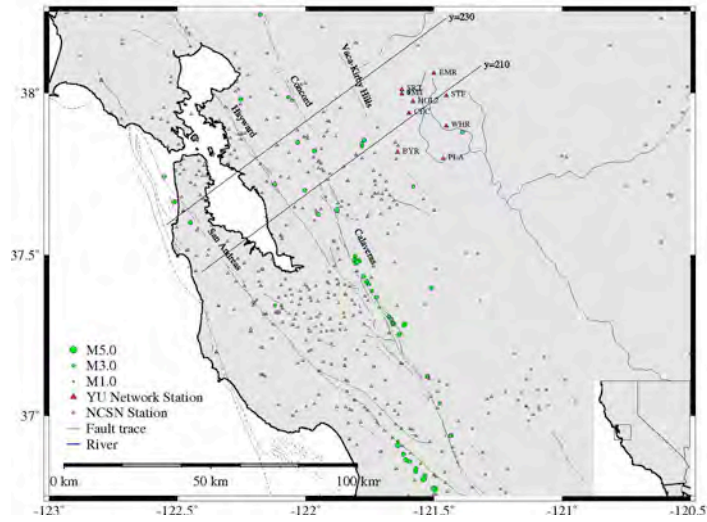 y=230
Vaca-Kirby Hills
EMR
y=210
Concord
STF
38°
HOL2
Hayward
WHR
BYR
37.5°
San Andreas
Calaveras
M5.0
M3.0
M1.0
YU Network Station
NCSN Station
Fault trace
River
37°
0 km
50 km
100 km
-123°
-122.5°
-122°
-121.5°
-121°
-120.5°